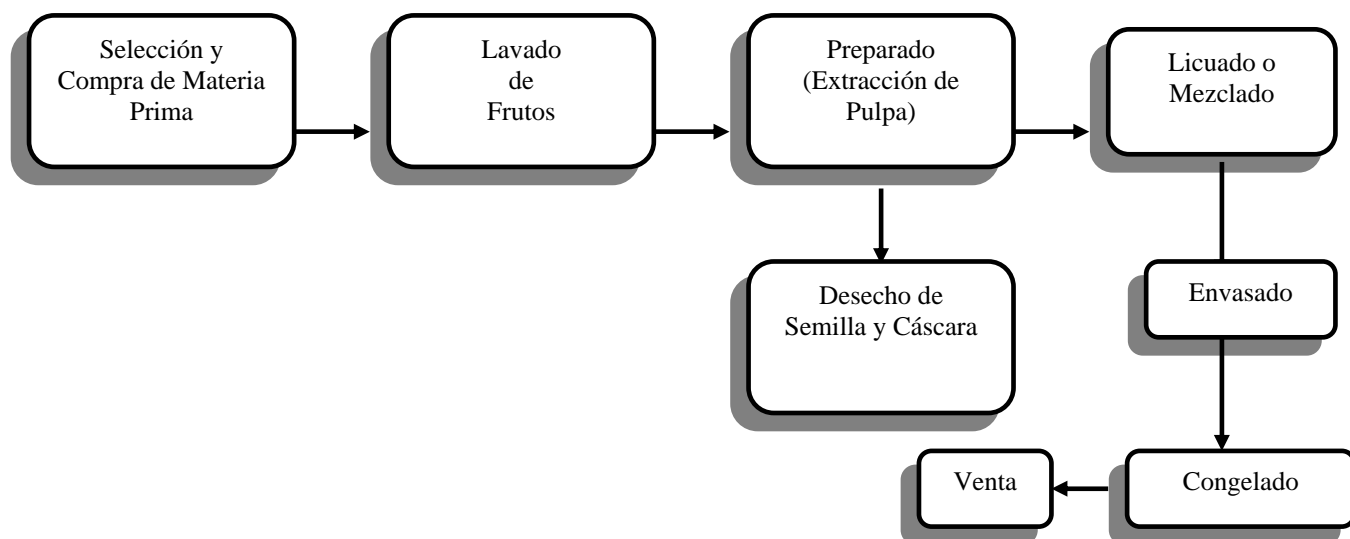 Selección y
Compra de Materia
Prima
Lavado
de
Frutos
Preparado
(Extracción de
Pulpa)
Licuado o
Mezclado
Desecho de
Semilla y Cáscara
Envasado
Venta
Congelado